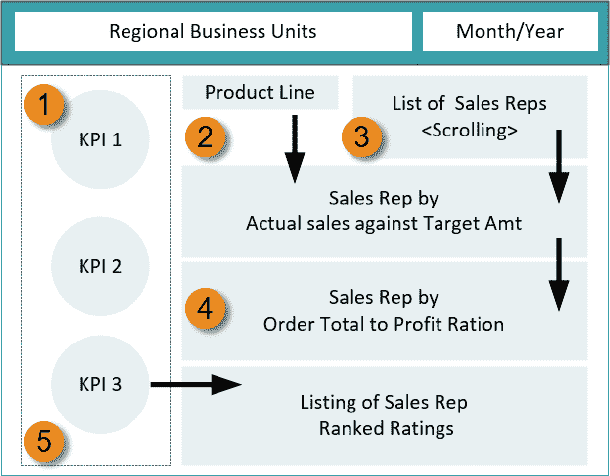 Regional Business Units
Month/Year
1
KPI 1
Product Line
2
3
List of Sales Reps
<Scrolling>
Sales Rep by
Actual sales against Target Amt
KPI 2
4
Sales Rep by
Order Total to Profit Ration
KPI 3
5
Listing of Sales Rep
Ranked Ratings